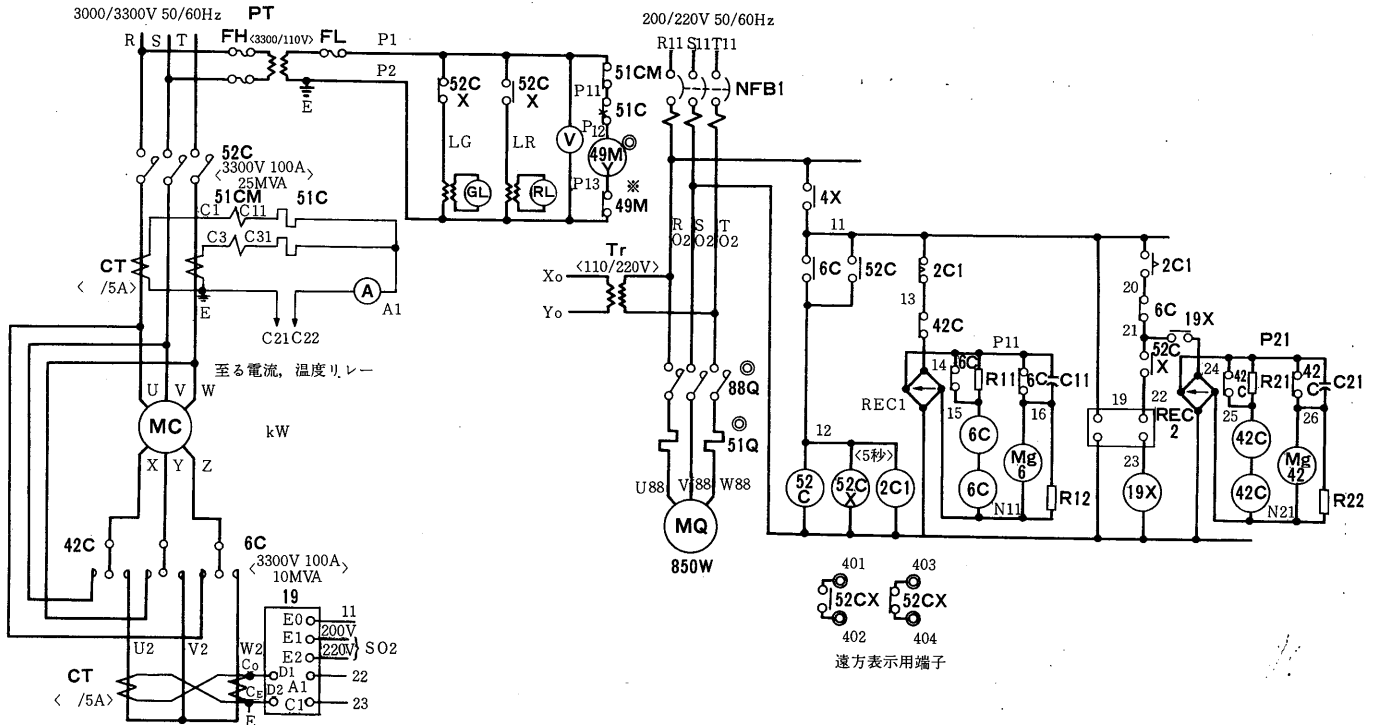 3000/3300V 50/60Hz
PT
R S T
FH <3300/110V> FL
P1
P2
E
52C
X
52C
X
LG
LR
GL
RL
V
P11
P12
P13
51CM
51C
49M
Y
◎
※
49M
52C
<3300V 100A
25MVA>
51CM
51C
C1 C11
C3 C31
CT
< /5A>
E
A
A1
C21 C22
至る電流, 温度リレー
U V W
MC
kW
X Y Z
42C
6C
<3300V 100A
10MVA>
19
E0 11
E1 200V
E2 220V
SO2
D1
A1 22
D2
C1 23
U2 V2 W2
Co
CE
E
CT
< /5A>
200/220V 50/60Hz
R11 S11 T11
NFB1
R
O2
S
O2
T
O2
Tr
<110/220V>
Xo
Yo
88Q
◎
51Q
◎
U88 V88 W88
MQ
850W
4X
11
6C
52C
12
<5秒>
52
C
52C
X
2C1
2C1
13
42C
14
REC1
P11
6C
R11
6C
C11
15
16
6C
6C
Mg
6
N11
R12
2C1
20
6C
21
19X
52C
X
22
19
REC
2
23
19X
24
P21
42
C
R21
42
C
C21
25
26
42C
42C
Mg
42
N21
R22
401
52CX
402
403
52CX
404
遠方表示用端子